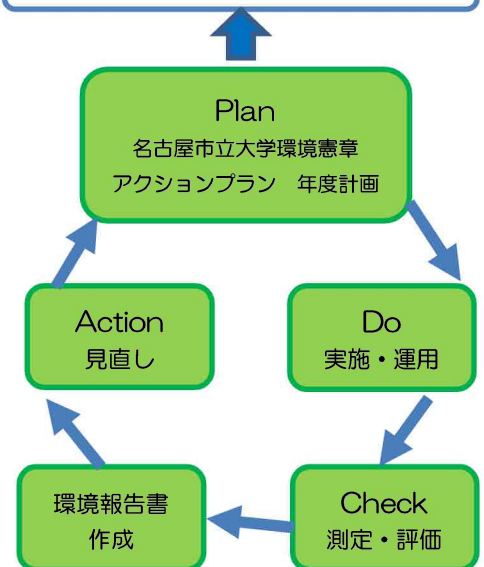 Plan
名古屋市立大学環境憲章
アクションプラン　年度計画
Action
見直し
Do
実施・運用
環境報告書
作成
Check
測定・評価